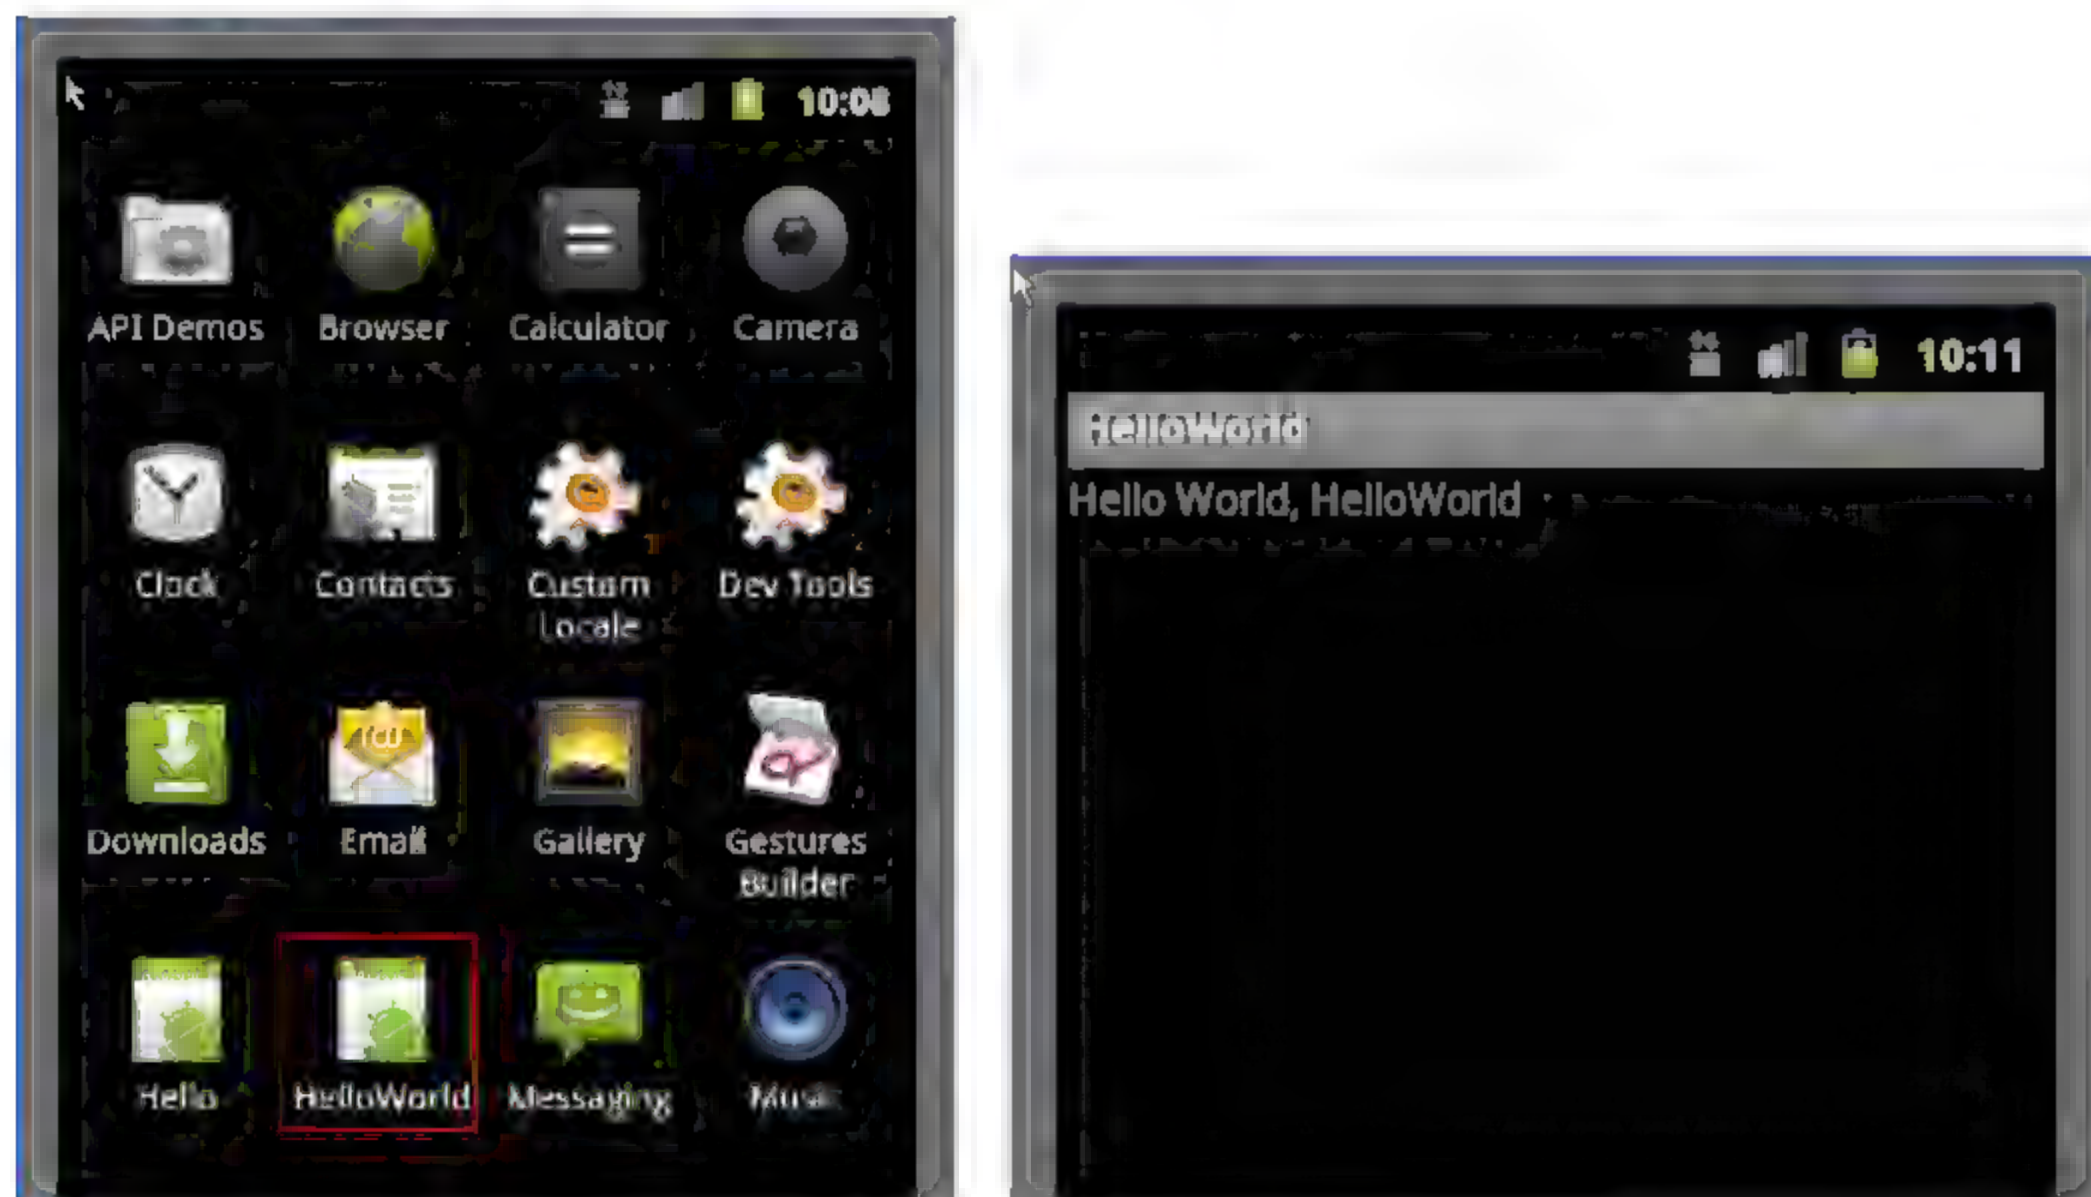 10:08
API Demos Browser Calculator Camera
Clock Contacts Custom Locale Dev Tools
Downloads Email Gallery Gestures Builder
Hello HelloWorld Messaging Music
10:11
HelloWorld
Hello World, HelloWorld